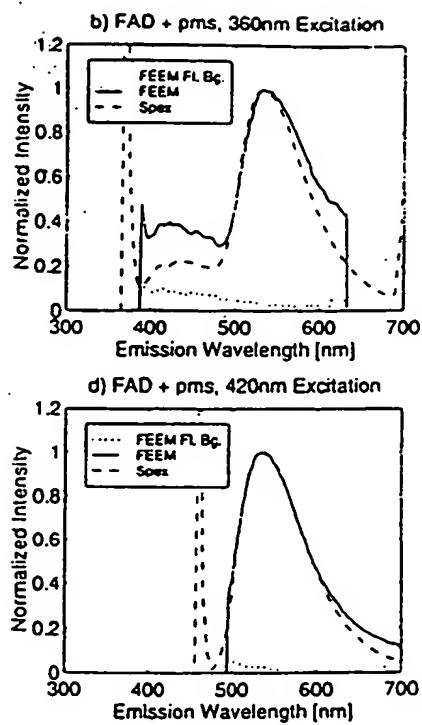 b) FAD + pms, 360nm Excitation
1.2
1
0.8
0.6
0.4
0.2
0
Normalized Intensity
FEEM FL Bg.
FEEM
Spex
300 400 500 600 700
Emission Wavelength [nm]
d) FAD + pms, 420nm Excitation
1.2
1
0.8
0.6
0.4
0.2
0
Normalized Intensity
FEEM FL Bg.
FEEM
Spex
300 400 500 600 700
Emission Wavelength [nm]